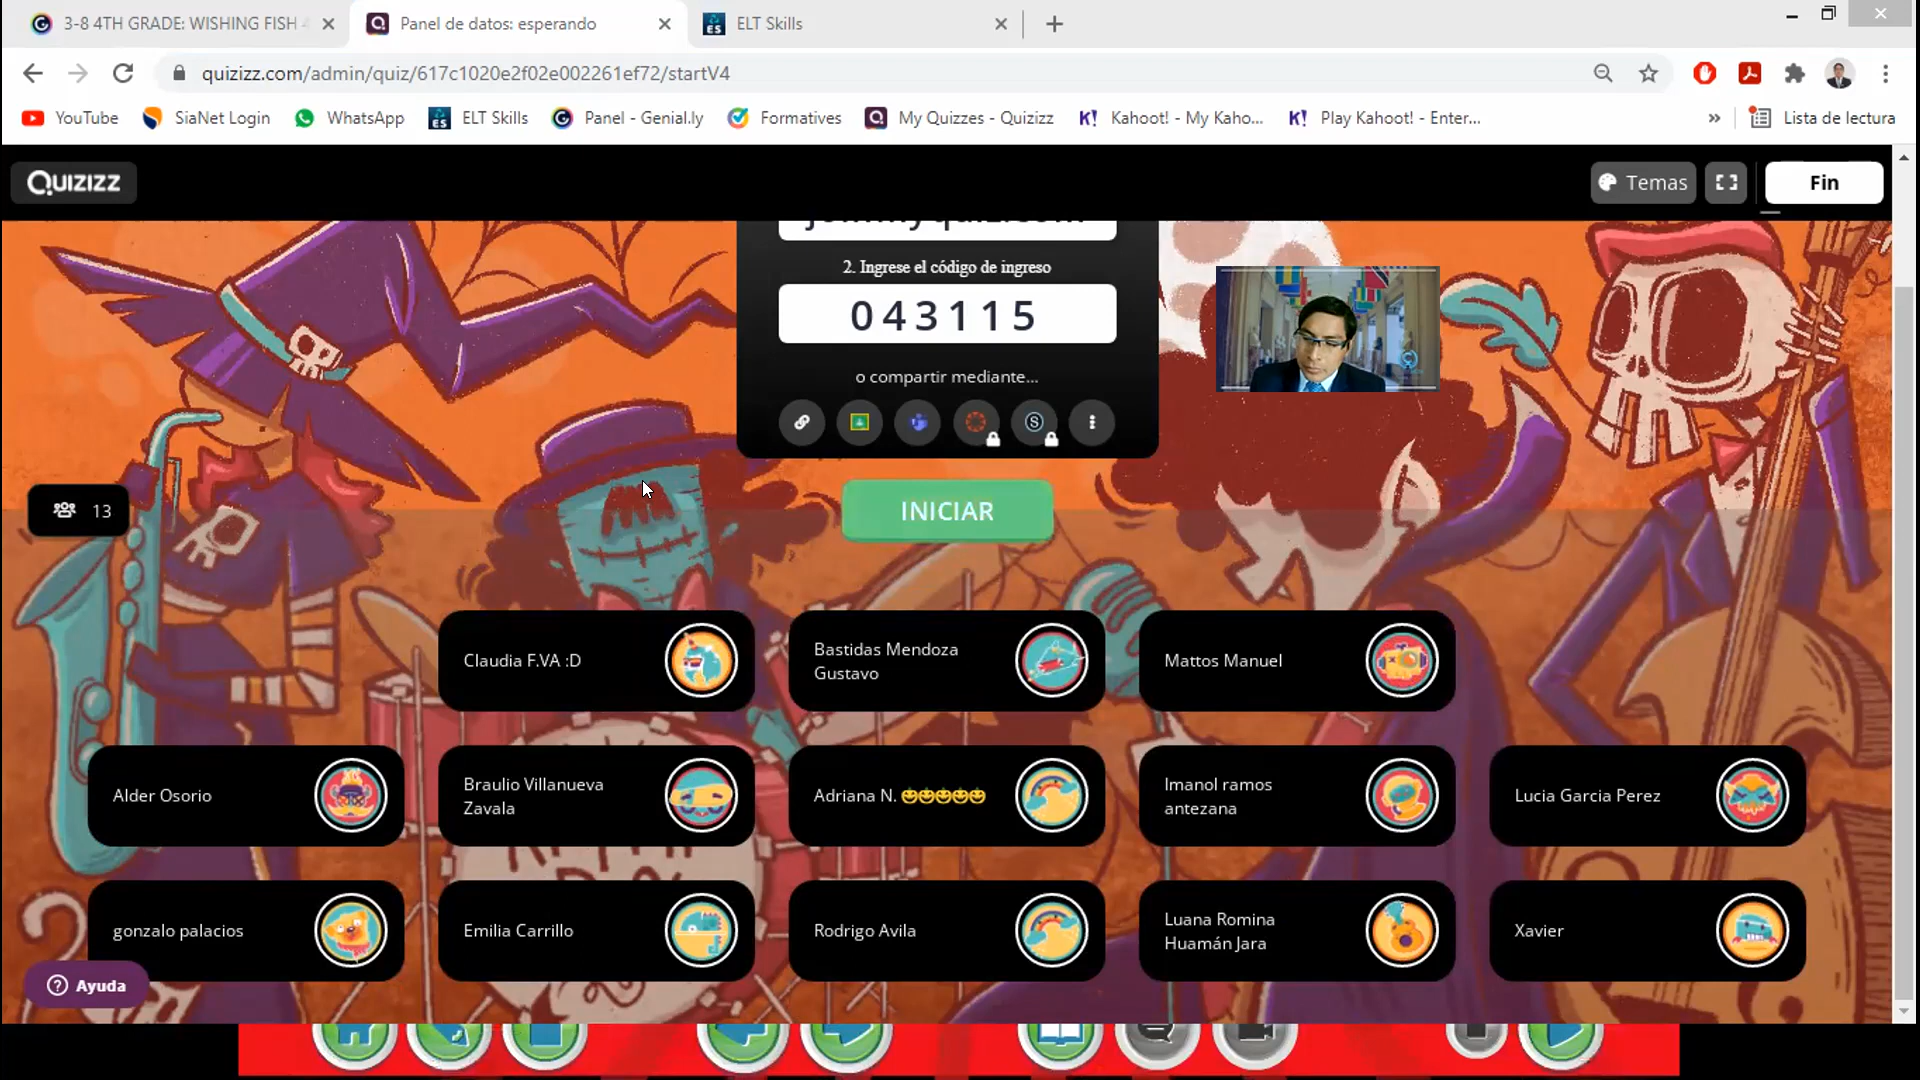 3-8 4TH GRADE: WISHING FISH
Panel de datos: esperando
ELT Skills
quizizz.com/admin/quiz/617c1020e2f02e002261ef72/startV4
YouTube
SiaNet Login
WhatsApp
ELT Skills
Panel - Genial.ly
Formatives
My Quizzes - Quizizz
Kahoot! - My Kaho...
Play Kahoot! - Enter...
»
Lista de lectura
Quizizz
Temas
Fin
2. Ingrese el código de ingreso
043115
o compartir mediante...
13
INICIAR
Claudia F.VA :D
Bastidas Mendoza
Gustavo
Mattos Manuel
Alder Osorio
Braulio Villanueva
Zavala
Adriana N. 🎃🎃🎃🎃🎃
Imanol ramos
antezana
Lucia Garcia Perez
gonzalo palacios
Emilia Carrillo
Rodrigo Avila
Luana Romina
Huamán Jara
Xavier
Ayuda